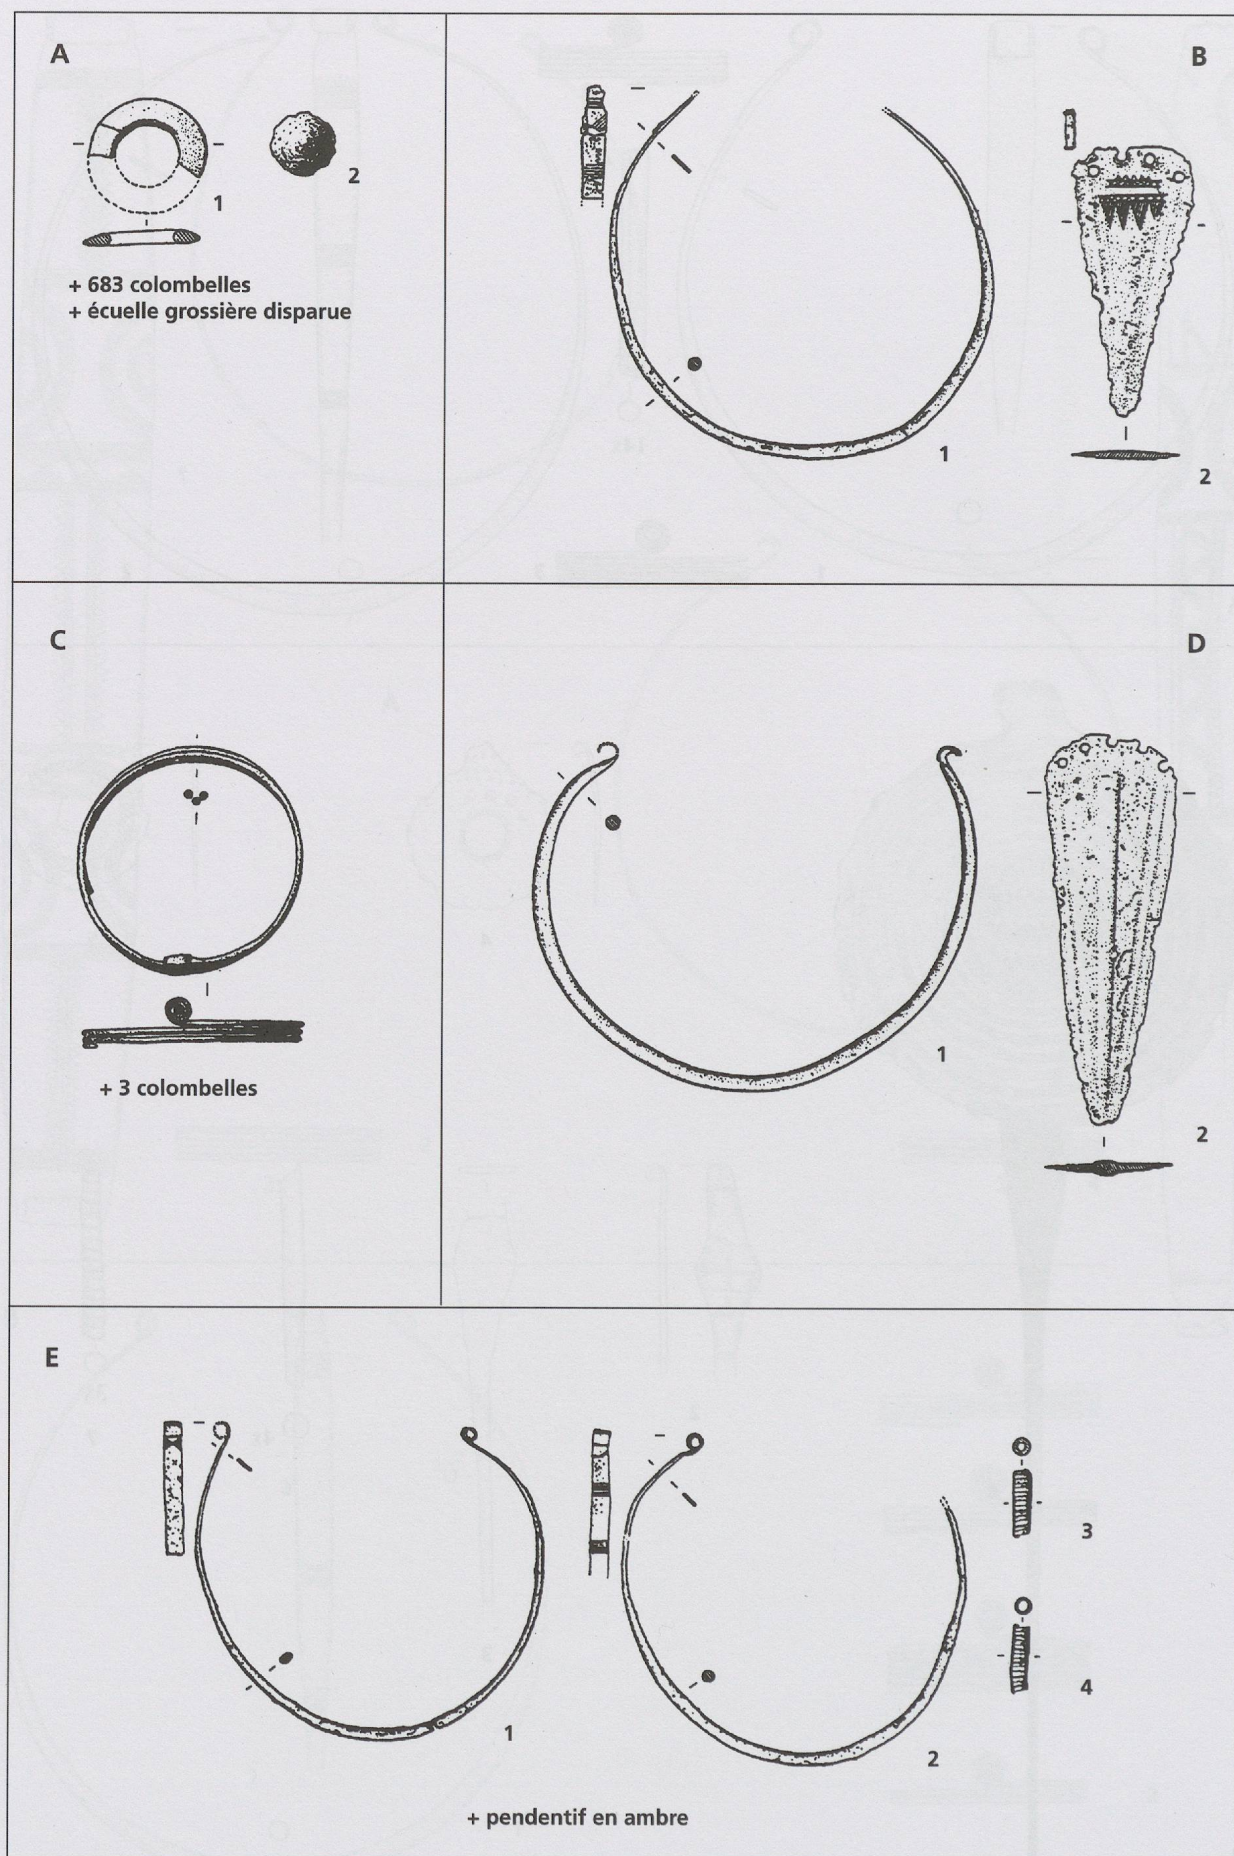 A
1
2
+ 683 colombelles
+ écuelle grossière disparue
B
1
2
C
+ 3 colombelles
D
1
2
E
1
2
3
4
+ pendentif en ambre